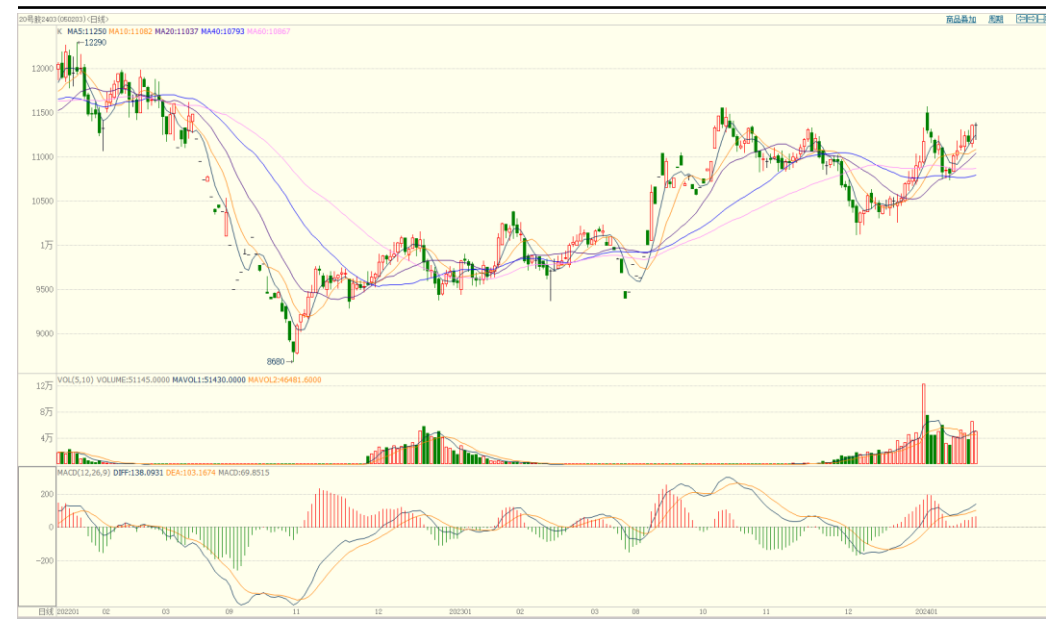 20号胶2403(050203)<日线>
商品叠加 周期
K MA5:11250 MA10:11082 MA20:11037 MA40:10793 MA60:10867
←12290
12000
11500
11000
10500
1万
9500
9000
8680→
VOL(5,10) VOLUME:51145.0000 MAVOL1:51430.0000 MAVOL2:46481.6000
12万
8万
4万
MACD(12,26,9) DIFF:138.0931 DEA:103.1674 MACD:69.8515
200
0
-200
日线 202201 02 03 09 11 12 202301 02 03 08 10 11 12 202401